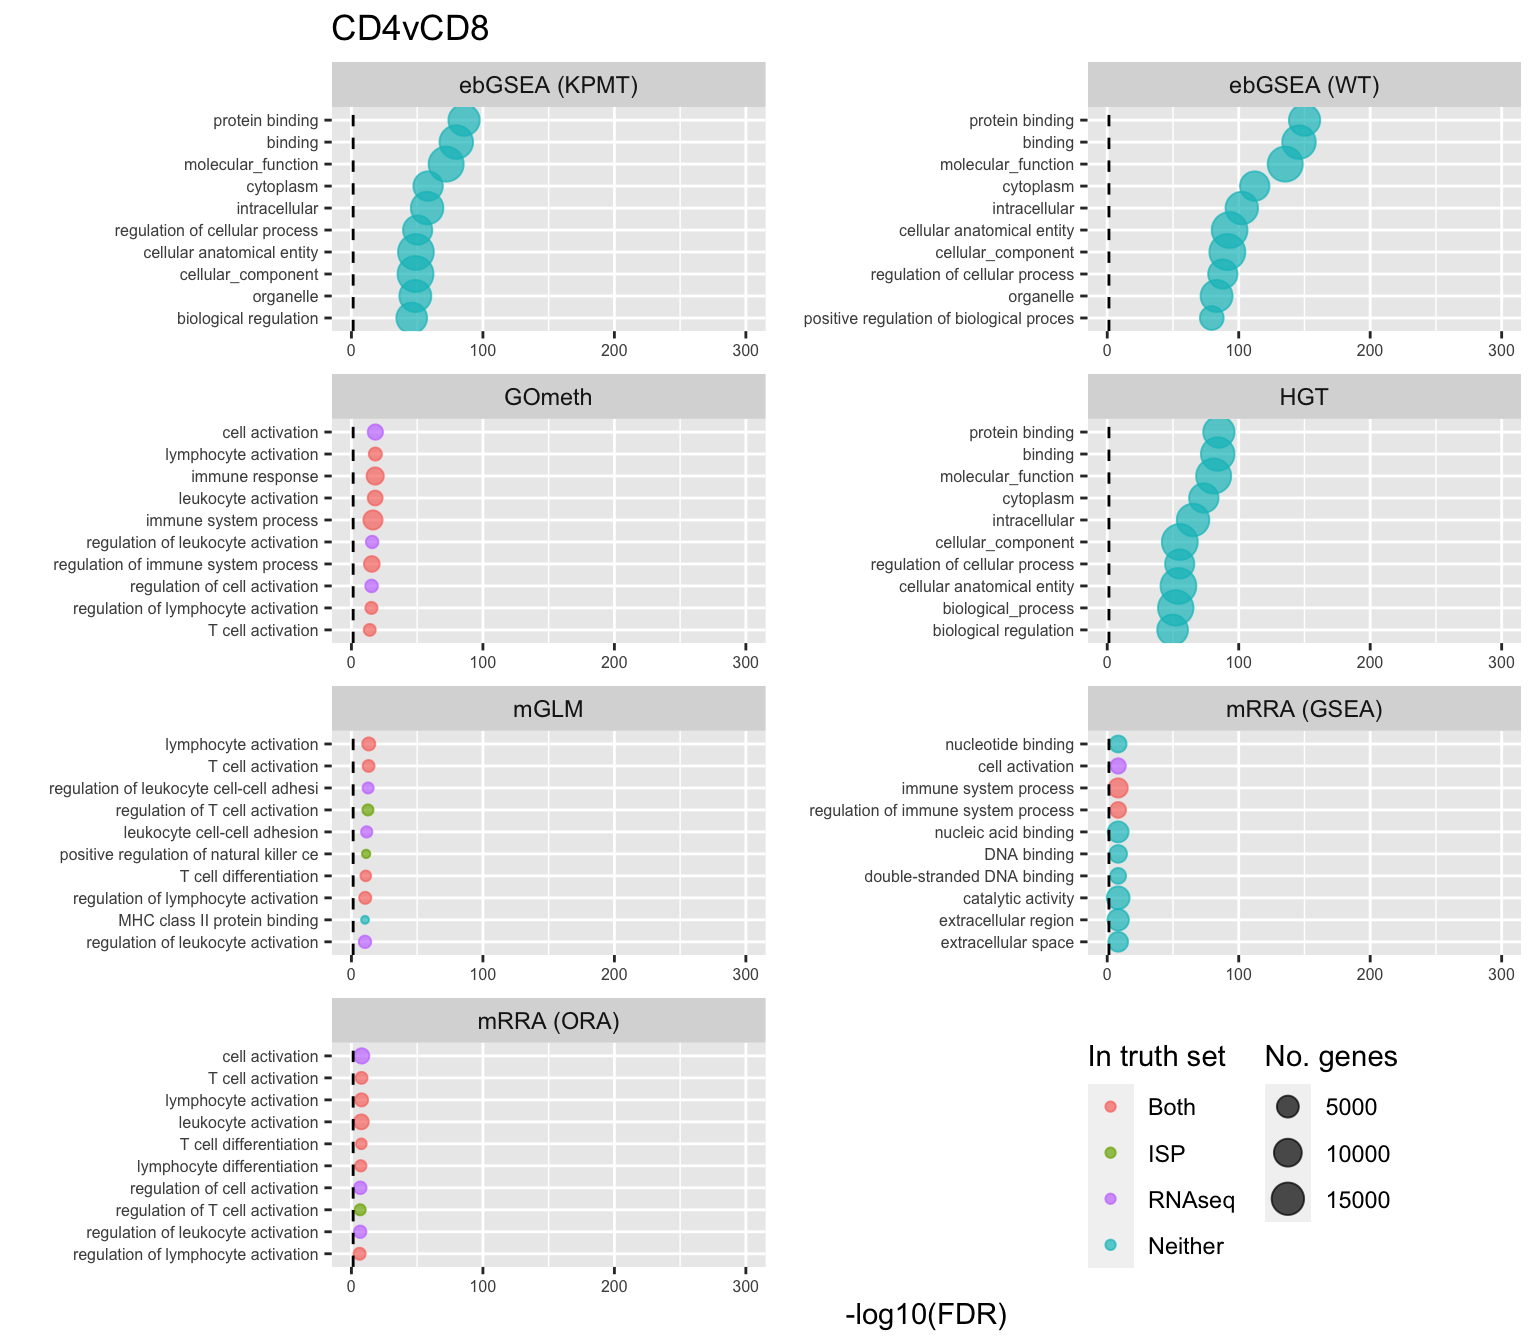 CD4vCD8
ebGSEA (KPMT)
protein binding
binding
molecular_function
cytoplasm
intracellular
regulation of cellular process
cellular anatomical entity
cellular_component
organelle
biological regulation
0 100 200 300
ebGSEA (WT)
protein binding
binding
molecular_function
cytoplasm
intracellular
cellular anatomical entity
cellular_component
regulation of cellular process
organelle
positive regulation of biological proces
0 100 200 300
GOmeth
cell activation
lymphocyte activation
immune response
leukocyte activation
immune system process
regulation of leukocyte activation
regulation of immune system process
regulation of cell activation
regulation of lymphocyte activation
T cell activation
0 100 200 300
HGT
protein binding
binding
molecular_function
cytoplasm
intracellular
cellular_component
regulation of cellular process
cellular anatomical entity
biological_process
biological regulation
0 100 200 300
mGLM
lymphocyte activation
T cell activation
regulation of leukocyte cell-cell adhesi
regulation of T cell activation
leukocyte cell-cell adhesion
positive regulation of natural killer ce
T cell differentiation
regulation of lymphocyte activation
MHC class II protein binding
regulation of leukocyte activation
0 100 200 300
mRRA (GSEA)
nucleotide binding
cell activation
immune system process
regulation of immune system process
nucleic acid binding
DNA binding
double-stranded DNA binding
catalytic activity
extracellular region
extracellular space
0 100 200 300
mRRA (ORA)
cell activation
T cell activation
lymphocyte activation
leukocyte activation
T cell differentiation
lymphocyte differentiation
regulation of cell activation
regulation of T cell activation
regulation of leukocyte activation
regulation of lymphocyte activation
0 100 200 300
In truth set
Both
ISP
RNAseq
Neither
No. genes
5000
10000
15000
-log10(FDR)